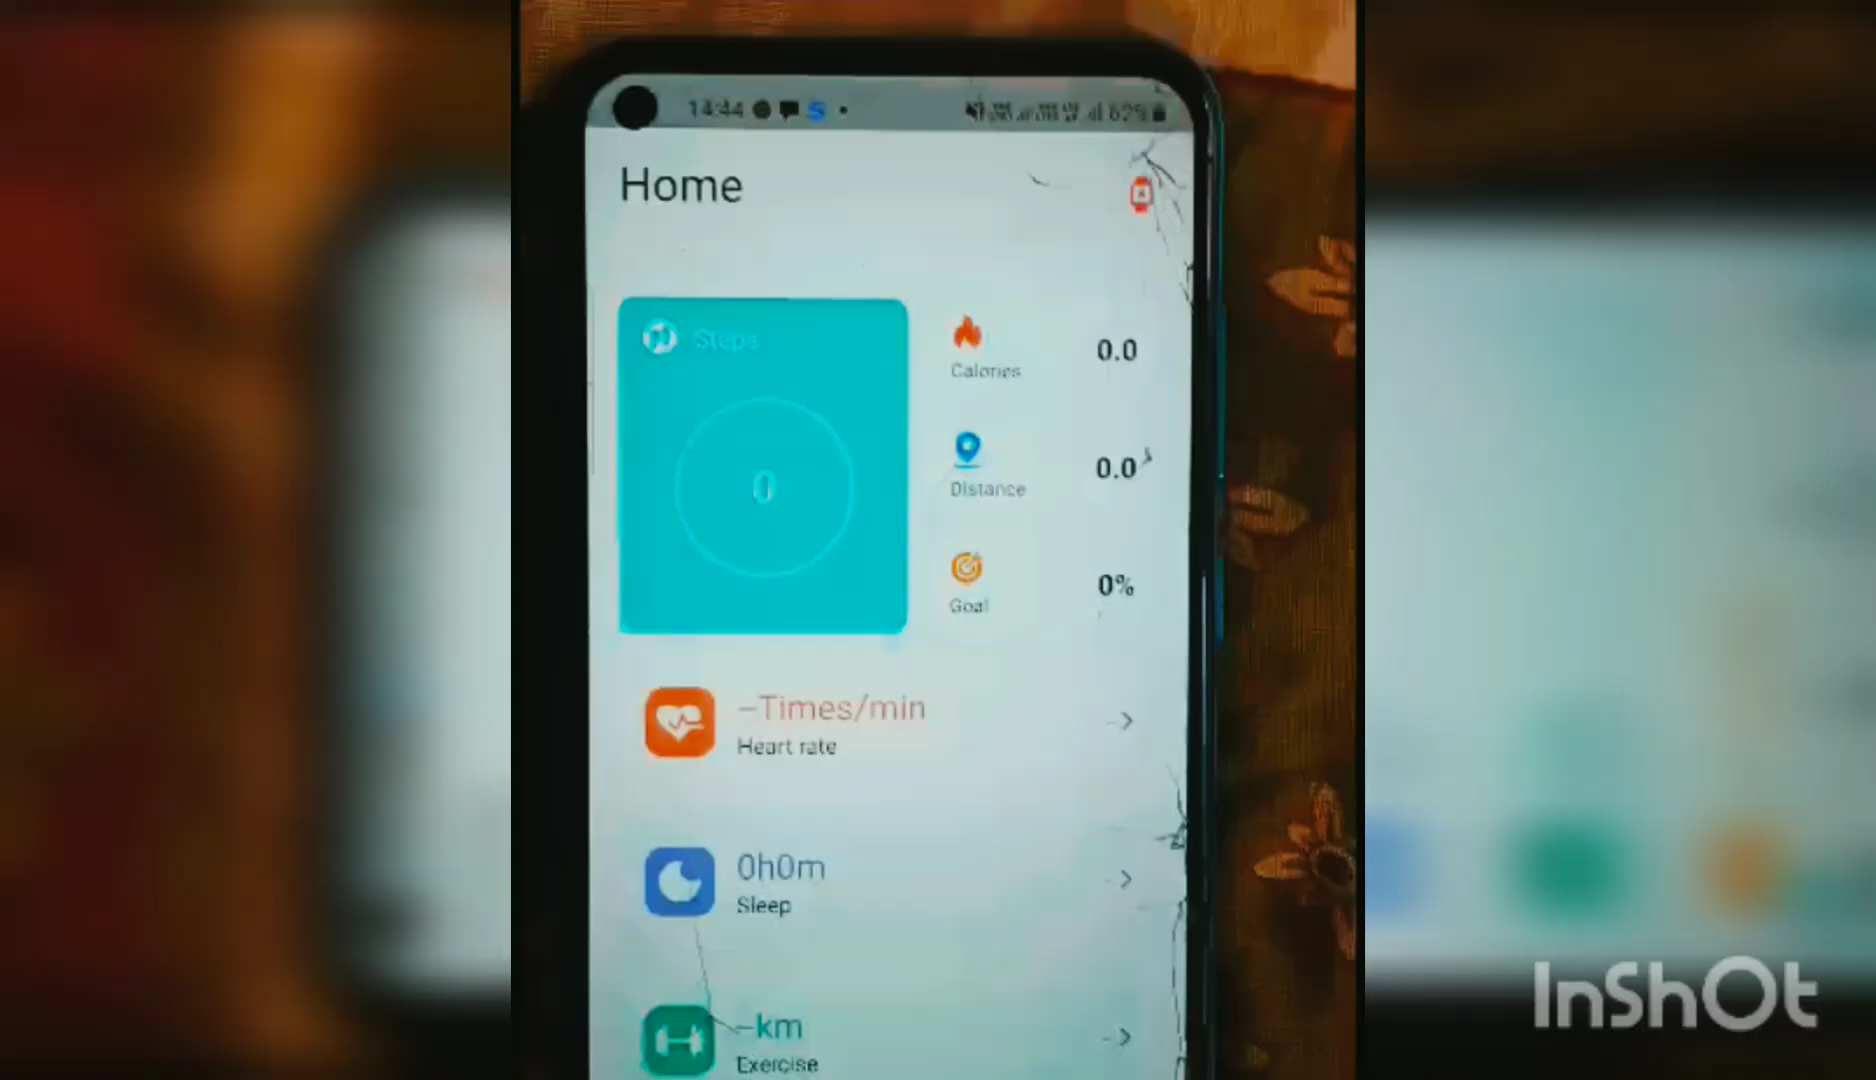 14:44 62%
Home
Steps
0
Calories
0.0
Distance
0.0
Goal
0%
--Times/min
Heart rate
0h0m
Sleep
--km
Exercise
InShOt